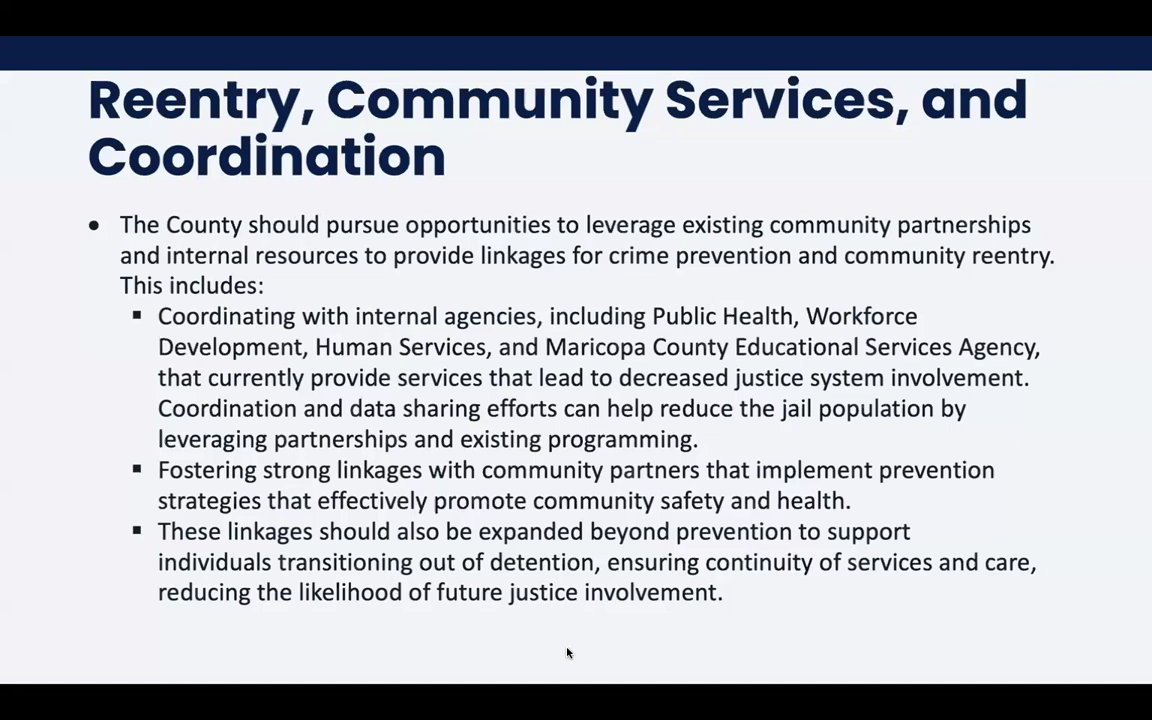 Reentry, Community Services, and
Coordination
• The County should pursue opportunities to leverage existing community partnerships
and internal resources to provide linkages for crime prevention and community reentry.
This includes:
▪ Coordinating with internal agencies, including Public Health, Workforce
Development, Human Services, and Maricopa County Educational Services Agency,
that currently provide services that lead to decreased justice system involvement.
Coordination and data sharing efforts can help reduce the jail population by
leveraging partnerships and existing programming.
▪ Fostering strong linkages with community partners that implement prevention
strategies that effectively promote community safety and health.
▪ These linkages should also be expanded beyond prevention to support
individuals transitioning out of detention, ensuring continuity of services and care,
reducing the likelihood of future justice involvement.